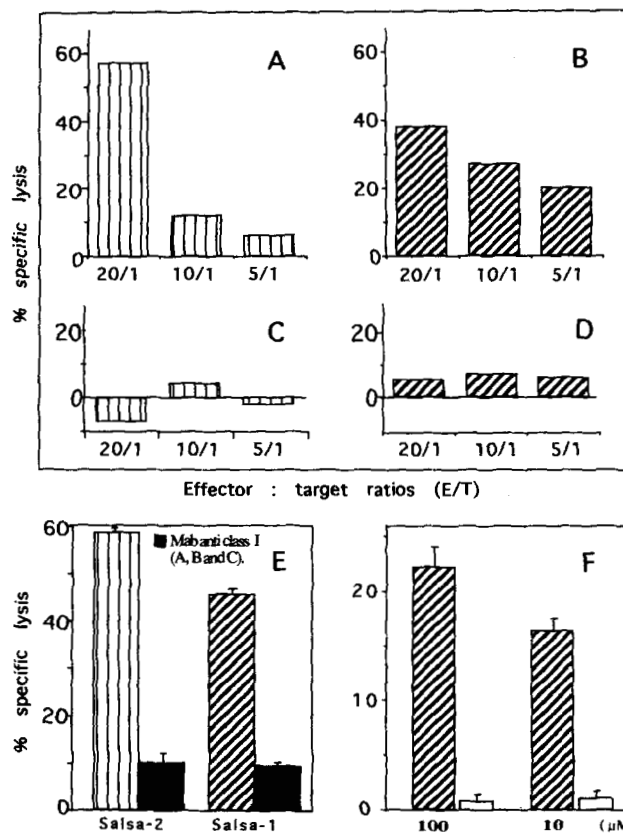 % specific lysis
60
40
20
0
A
20/1 10/1 5/1
60
40
20
0
B
20/1 10/1 5/1
20
0
C
20/1 10/1 5/1
20
0
D
20/1 10/1 5/1
Effector : target ratios (E/T)
% specific lysis
60
40
20
0
Mab anti class I
(A, B and C).
E
Salsa-2 Salsa-1
20
10
0
F
100 10 (μM